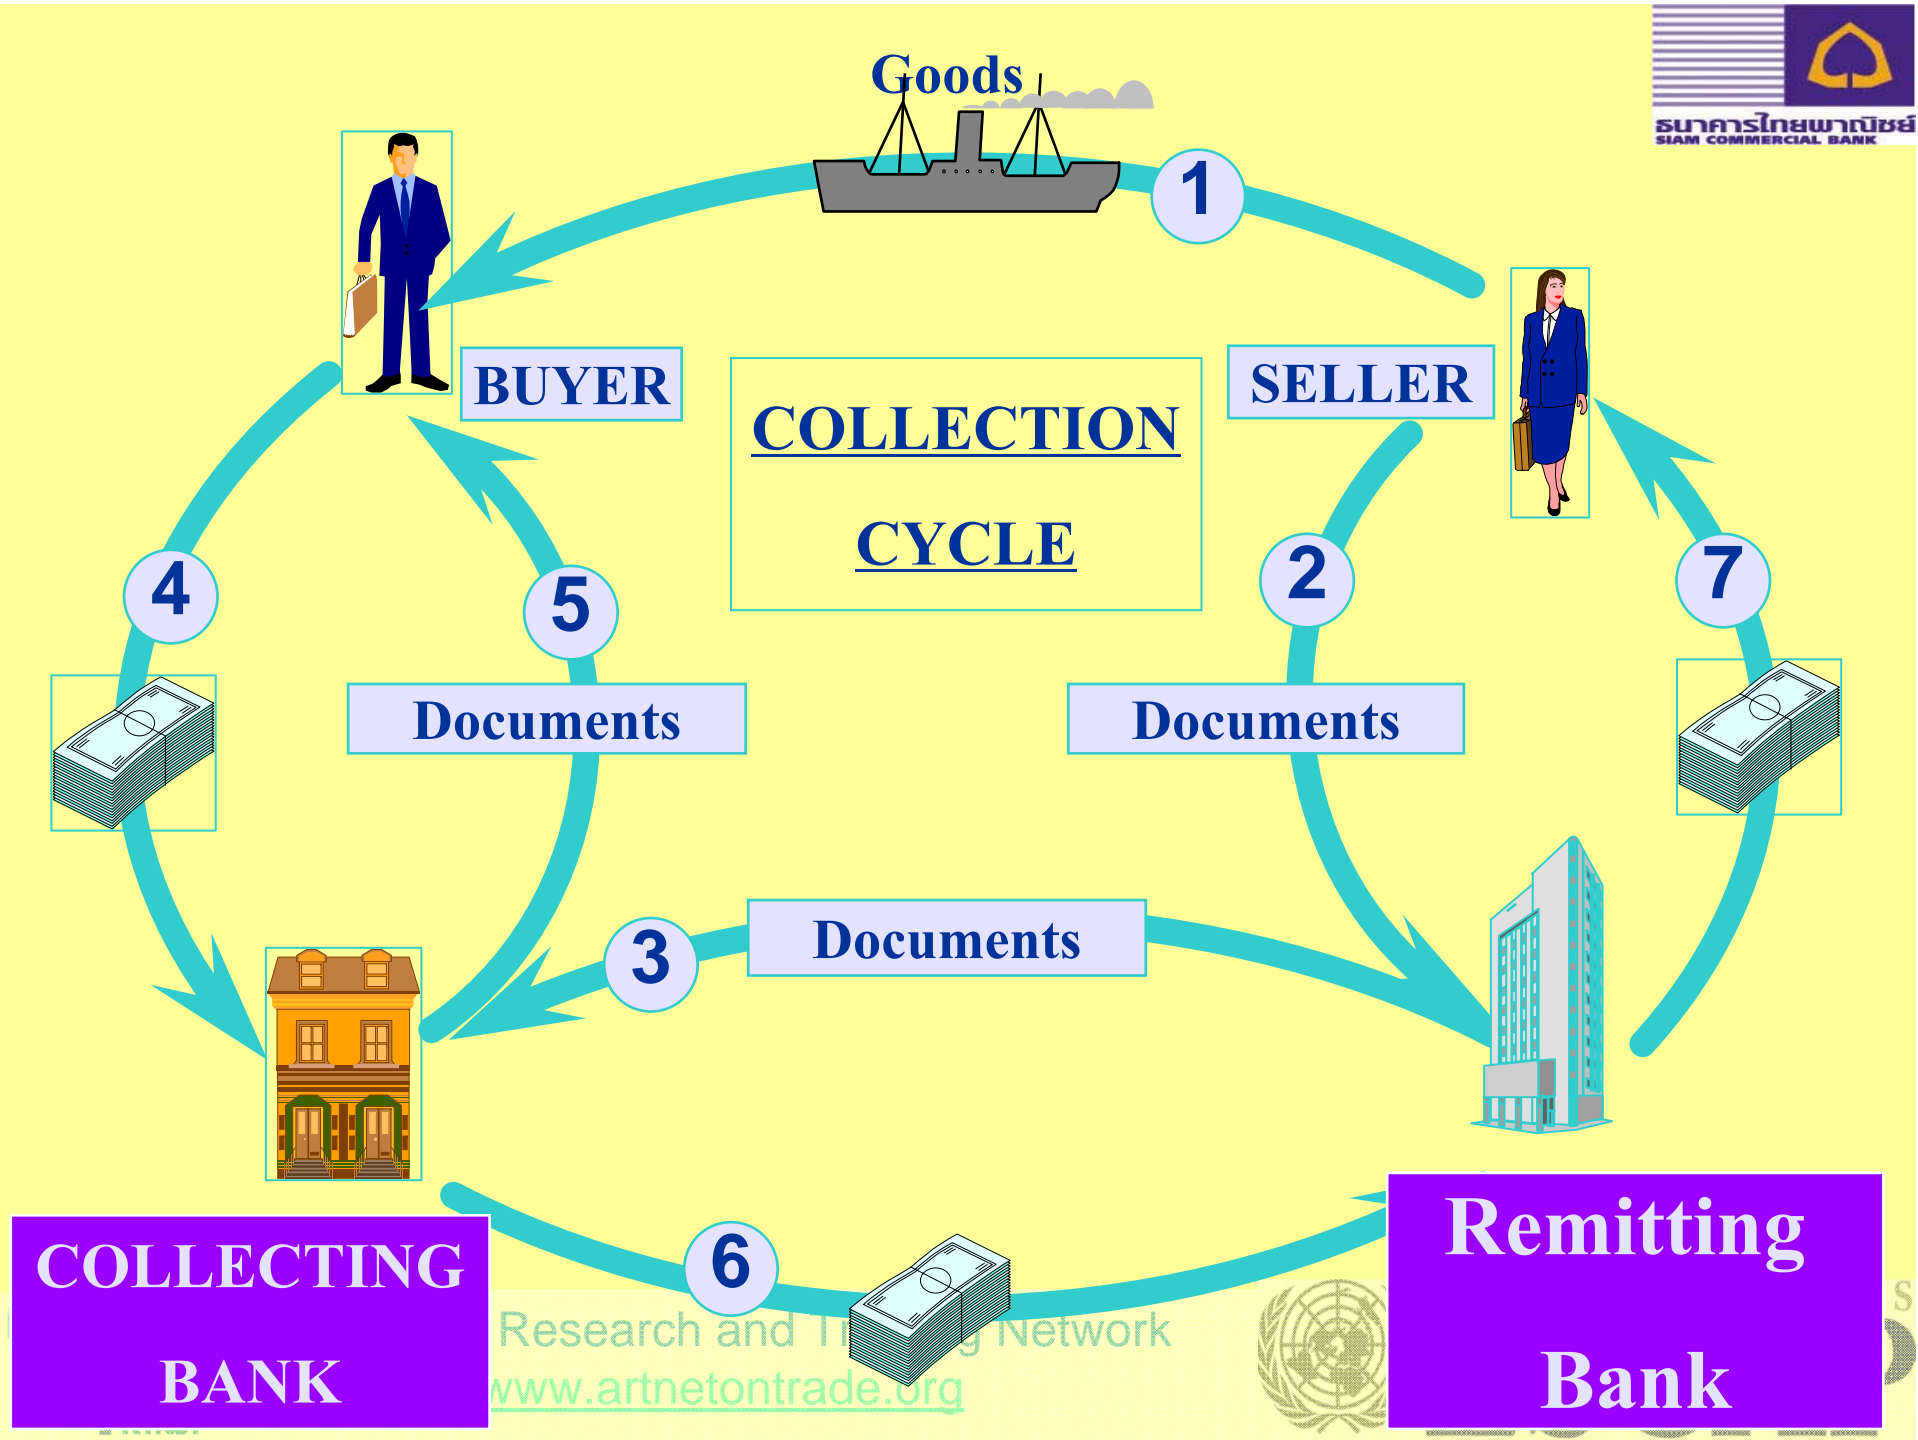 Goods
ธนาคารไทยพาณิชย์
SIAM COMMERCIAL BANK
1
BUYER
SELLER
COLLECTION
CYCLE
4
5
2
7
Documents
Documents
3
Documents
6
COLLECTING
BANK
Remitting
Bank
Research and Network
www.artnetontrade.org